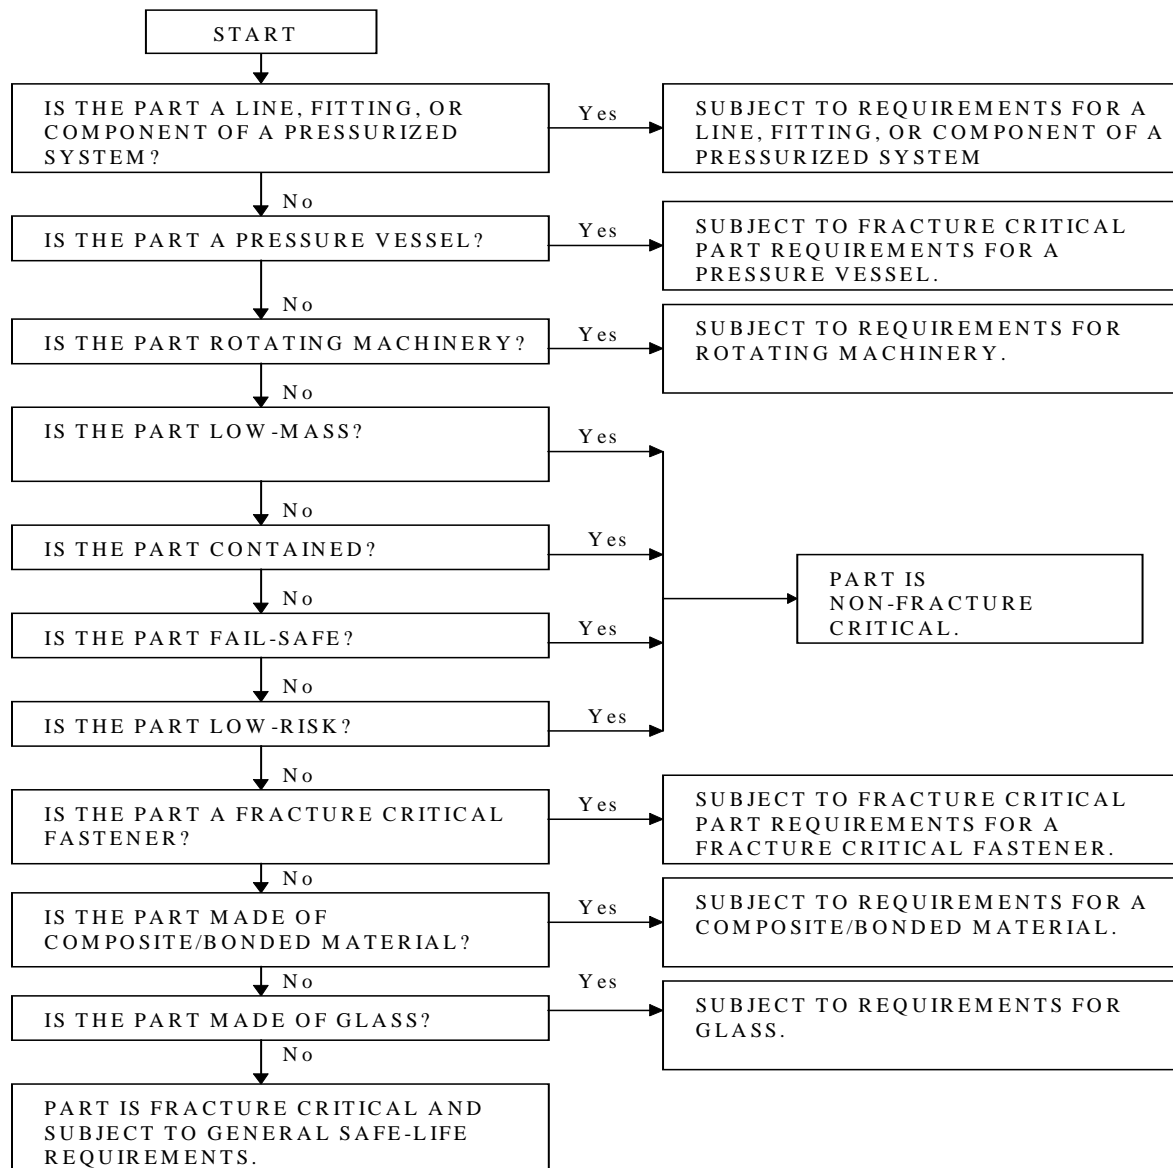 START
IS THE PART A LINE, FITTING, OR
COMPONENT OF A PRESSURIZED
SYSTEM?
Yes
SUBJECT TO REQUIREMENTS FOR A
LINE, FITTING, OR COMPONENT OF A
PRESSURIZED SYSTEM
No
IS THE PART A PRESSURE VESSEL?
Yes
SUBJECT TO FRACTURE CRITICAL
PART REQUIREMENTS FOR A
PRESSURE VESSEL.
No
IS THE PART ROTATING MACHINERY?
Yes
SUBJECT TO REQUIREMENTS FOR
ROTATING MACHINERY.
No
IS THE PART LOW-MASS?
Yes
No
IS THE PART CONTAINED?
Yes
PART IS
NON-FRACTURE
CRITICAL.
No
IS THE PART FAIL-SAFE?
Yes
No
IS THE PART LOW-RISK?
Yes
No
IS THE PART A FRACTURE CRITICAL
FASTENER?
Yes
SUBJECT TO FRACTURE CRITICAL
PART REQUIREMENTS FOR A
FRACTURE CRITICAL FASTENER.
No
IS THE PART MADE OF
COMPOSITE/BONDED MATERIAL?
Yes
SUBJECT TO REQUIREMENTS FOR A
COMPOSITE/BONDED MATERIAL.
No
IS THE PART MADE OF GLASS?
Yes
SUBJECT TO REQUIREMENTS FOR
GLASS.
No
PART IS FRACTURE CRITICAL AND
SUBJECT TO GENERAL SAFE-LIFE
REQUIREMENTS.